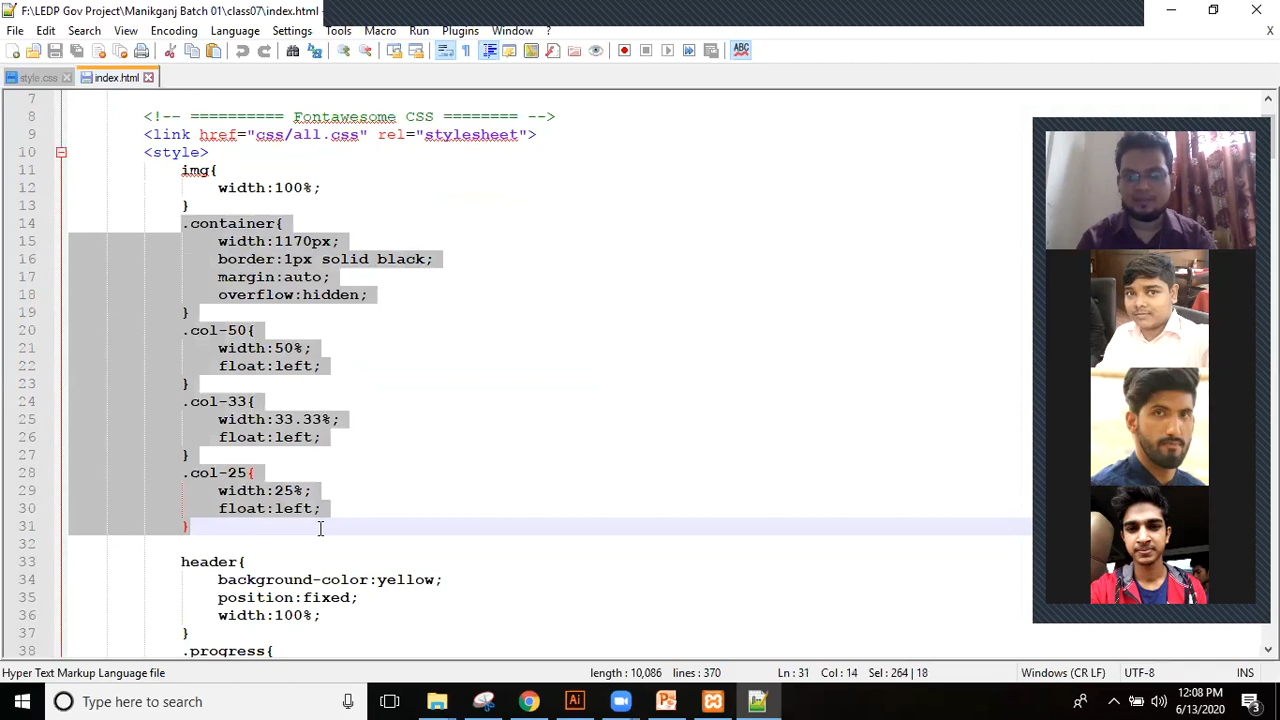 F:\LEDP Gov Project\Manikganj Batch 01\class07\index.html
File Edit Search View Encoding Language Settings Tools Macro Run Plugins Window ?
X
ABC
style.css index.html
7
8 <!-- ========== Fontawesome CSS ======== -->
9 <link href="css/all.css" rel="stylesheet">
10 <style>
11 img{
12 width:100%;
13 }
14 .container{
15 width:1170px;
16 border:1px solid black;
17 margin:auto;
18 overflow:hidden;
19 }
20 .col-50{
21 width:50%;
22 float:left;
23 }
24 .col-33{
25 width:33.33%;
26 float:left;
27 }
28 .col-25{
29 width:25%;
30 float:left;
31 }
32
33 header{
34 background-color:yellow;
35 position:fixed;
36 width:100%;
37 }
38 .progress{
Hyper Text Markup Language file length : 10,086 lines : 370 Ln : 31 Col : 14 Sel : 264 | 18 Windows (CR LF) UTF-8 INS
Type here to search
Ai
12:08 PM
6/13/2020
3